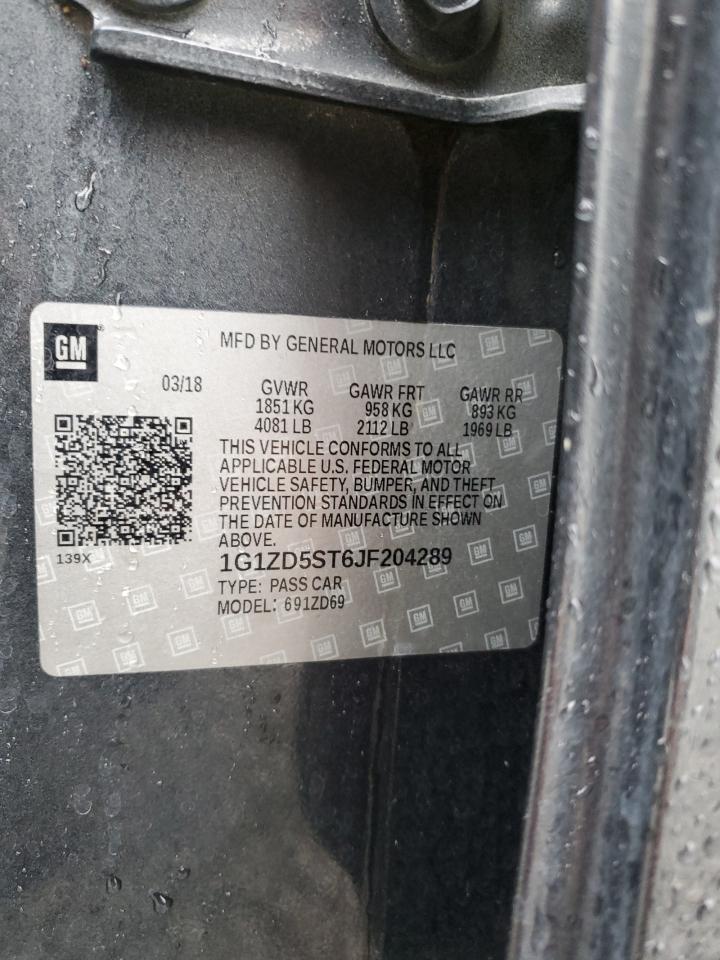 GM
MFD BY GENERAL MOTORS LLC
03/18
GVWR GAWR FRT GAWR RR
1851 KG 958 KG 893 KG
4081 LB 2112 LB 1969 LB
THIS VEHICLE CONFORMS TO ALL
APPLICABLE U.S. FEDERAL MOTOR
VEHICLE SAFETY, BUMPER, AND THEFT
PREVENTION STANDARDS IN EFFECT ON
THE DATE OF MANUFACTURE SHOWN
ABOVE.
139X
1G1ZD5ST6JF204289
TYPE: PASS CAR
MODEL: 691ZD69